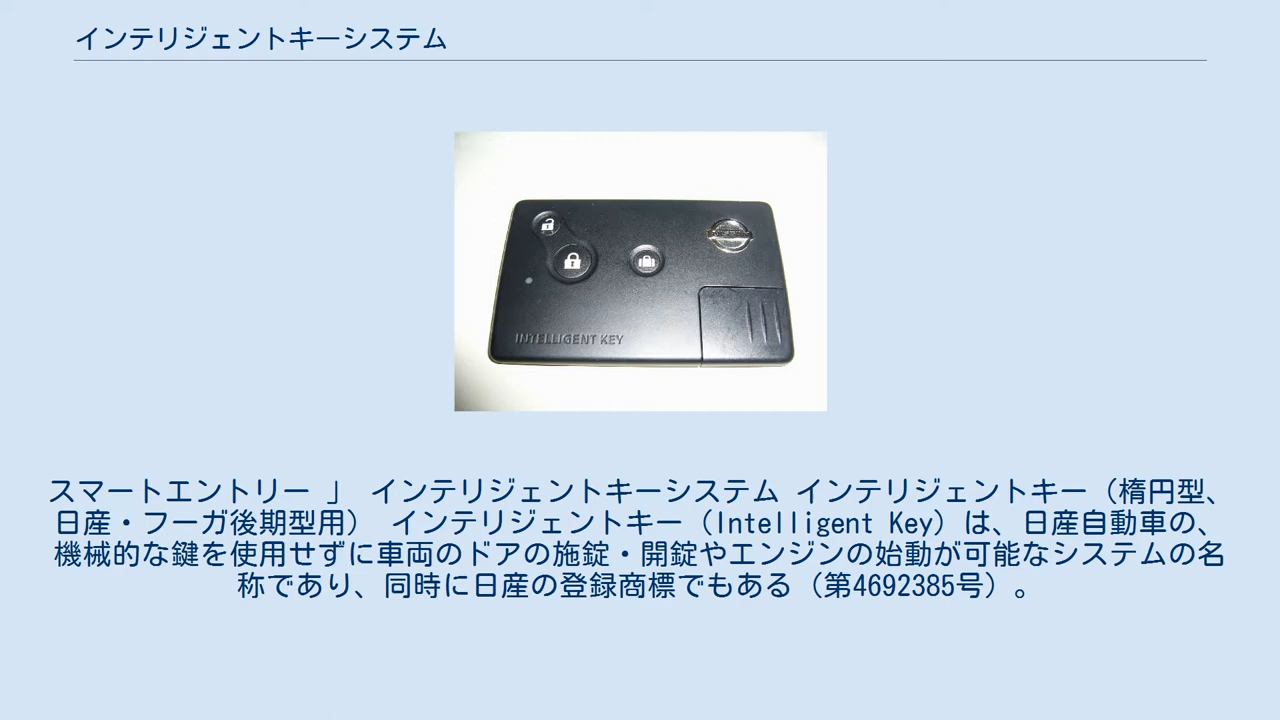 インテリジェントキーシステム
INTELLIGENT KEY
スマートエントリー 」 インテリジェントキーシステム インテリジェントキー（楕円型、
日産・フーガ後期型用） インテリジェントキー（Intelligent Key）は、日産自動車の、
機械的な鍵を使用せずに車両のドアの施錠・開錠やエンジンの始動が可能なシステムの名
称であり、同時に日産の登録商標でもある（第4692385号）。